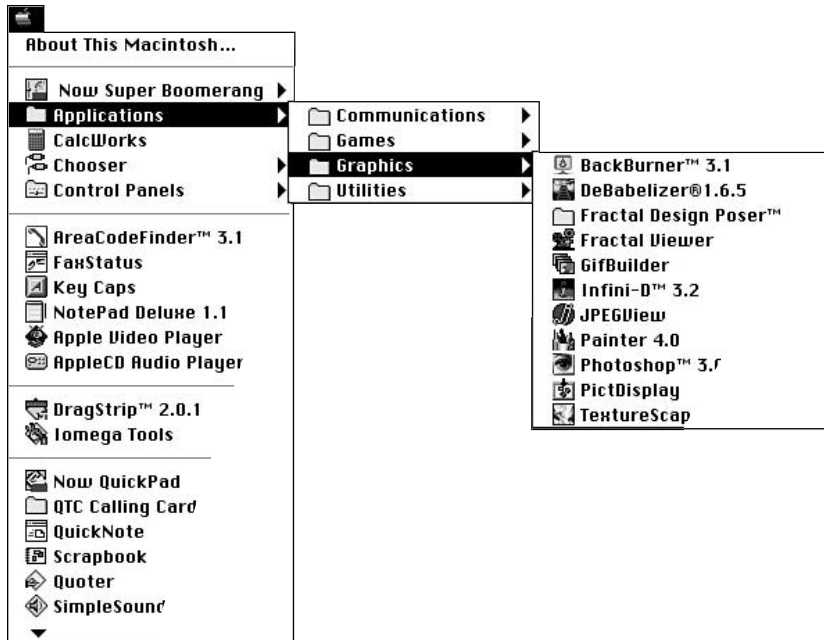 About This Macintosh...
Now Super Boomerang
Applications
CalcWorks
Chooser
Control Panels
AreaCodeFinder™ 3.1
FaxStatus
Key Caps
NotePad Deluxe 1.1
Apple Video Player
AppleCD Audio Player
DragStrip™ 2.0.1
Iomega Tools
Now QuickPad
QTC Calling Card
QuickNote
Scrapbook
Quoter
SimpleSound
Communications
Games
Graphics
Utilities
BackBurner™ 3.1
DeBabelizer®1.6.5
Fractal Design Poser™
Fractal Viewer
GifBuilder
Infini-D™ 3.2
JPEGView
Painter 4.0
Photoshop™
PictDisplay
TextureScap